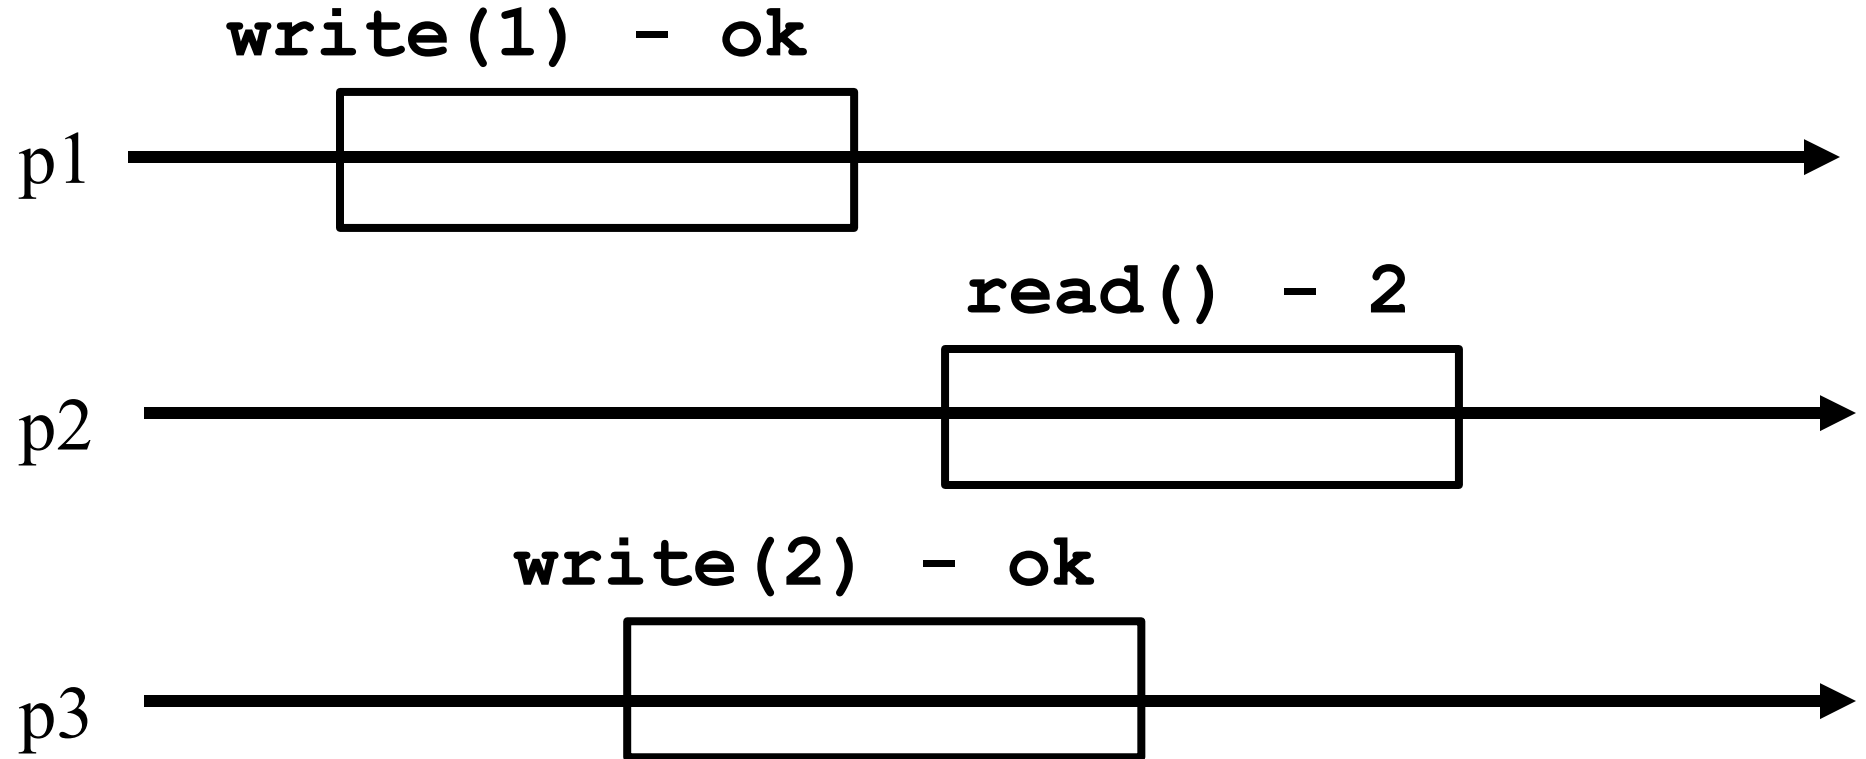 write(1) - ok
p1
read() - 2
p2
write(2) - ok
p3